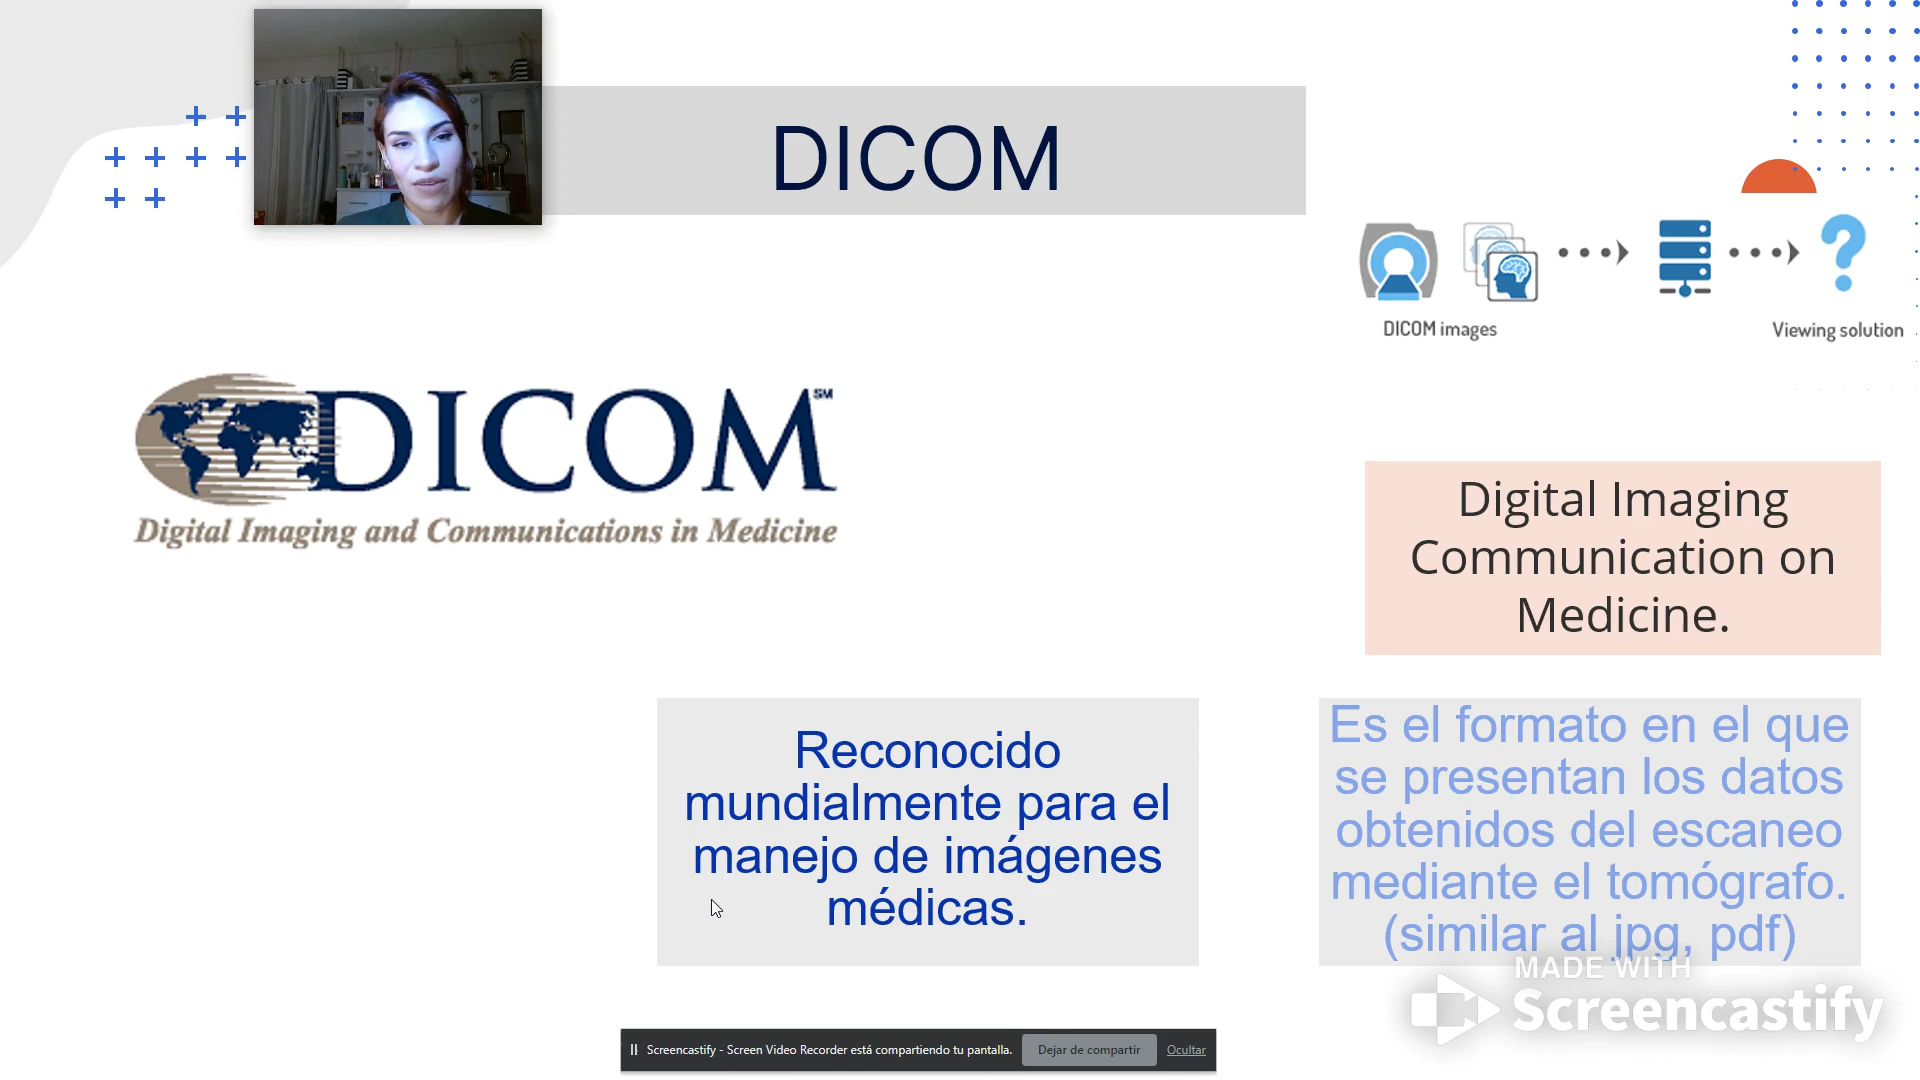 DICOM
DICOM images
Viewing solution
DICOM℠
Digital Imaging and Communications in Medicine
Digital Imaging
Communication on
Medicine.
Reconocido
mundialmente para el
manejo de imágenes
médicas.
Es el formato en el que
se presentan los datos
obtenidos del escaneo
mediante el tomógrafo.
(similar al jpg, pdf)
MADE WITH
Screencastify
Screencastify - Screen Video Recorder está compartiendo tu pantalla.
Dejar de compartir
Ocultar